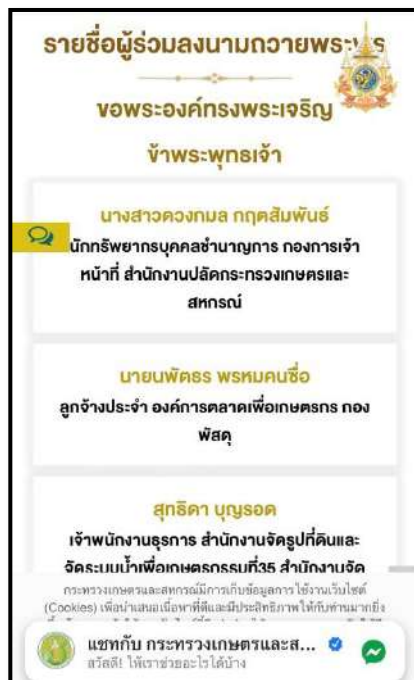 รายชื่อผู้ร่วมลงนามถวายพระพร
ขอพระองค์ทรงพระเจริญ
ข้าพระพุทธเจ้า
นางสาวดวงกมล กฤตสัมพันธ์
นักทรัพยากรบุคคลชำนาญการ กองการเจ้า
หน้าที่ สำนักงานปลัดกระทรวงเกษตรและ
สหกรณ์
นายนพัตธร พรหมคนซื่อ
ลูกจ้างประจำ องค์การตลาดเพื่อเกษตรกร กอง
พัสดุ
สุทธิดา บุญรอด
เจ้าพนักงานธุรการ สำนักงานจัดรูปที่ดินและ
จัดระบบน้ำเพื่อเกษตรกรรมที่35 สำนักงานจัด
กระทรวงเกษตรและสหกรณ์มีการเก็บข้อมูลการใช้งานเว็บไซต์
(Cookies) เพื่อนำเสนอเนื้อหาที่ดีและมีประสิทธิภาพให้กับท่านมากยิ่ง
แชทกับ กระทรวงเกษตรและส...
สวัสดี! ให้เราช่วยอะไรได้บ้าง